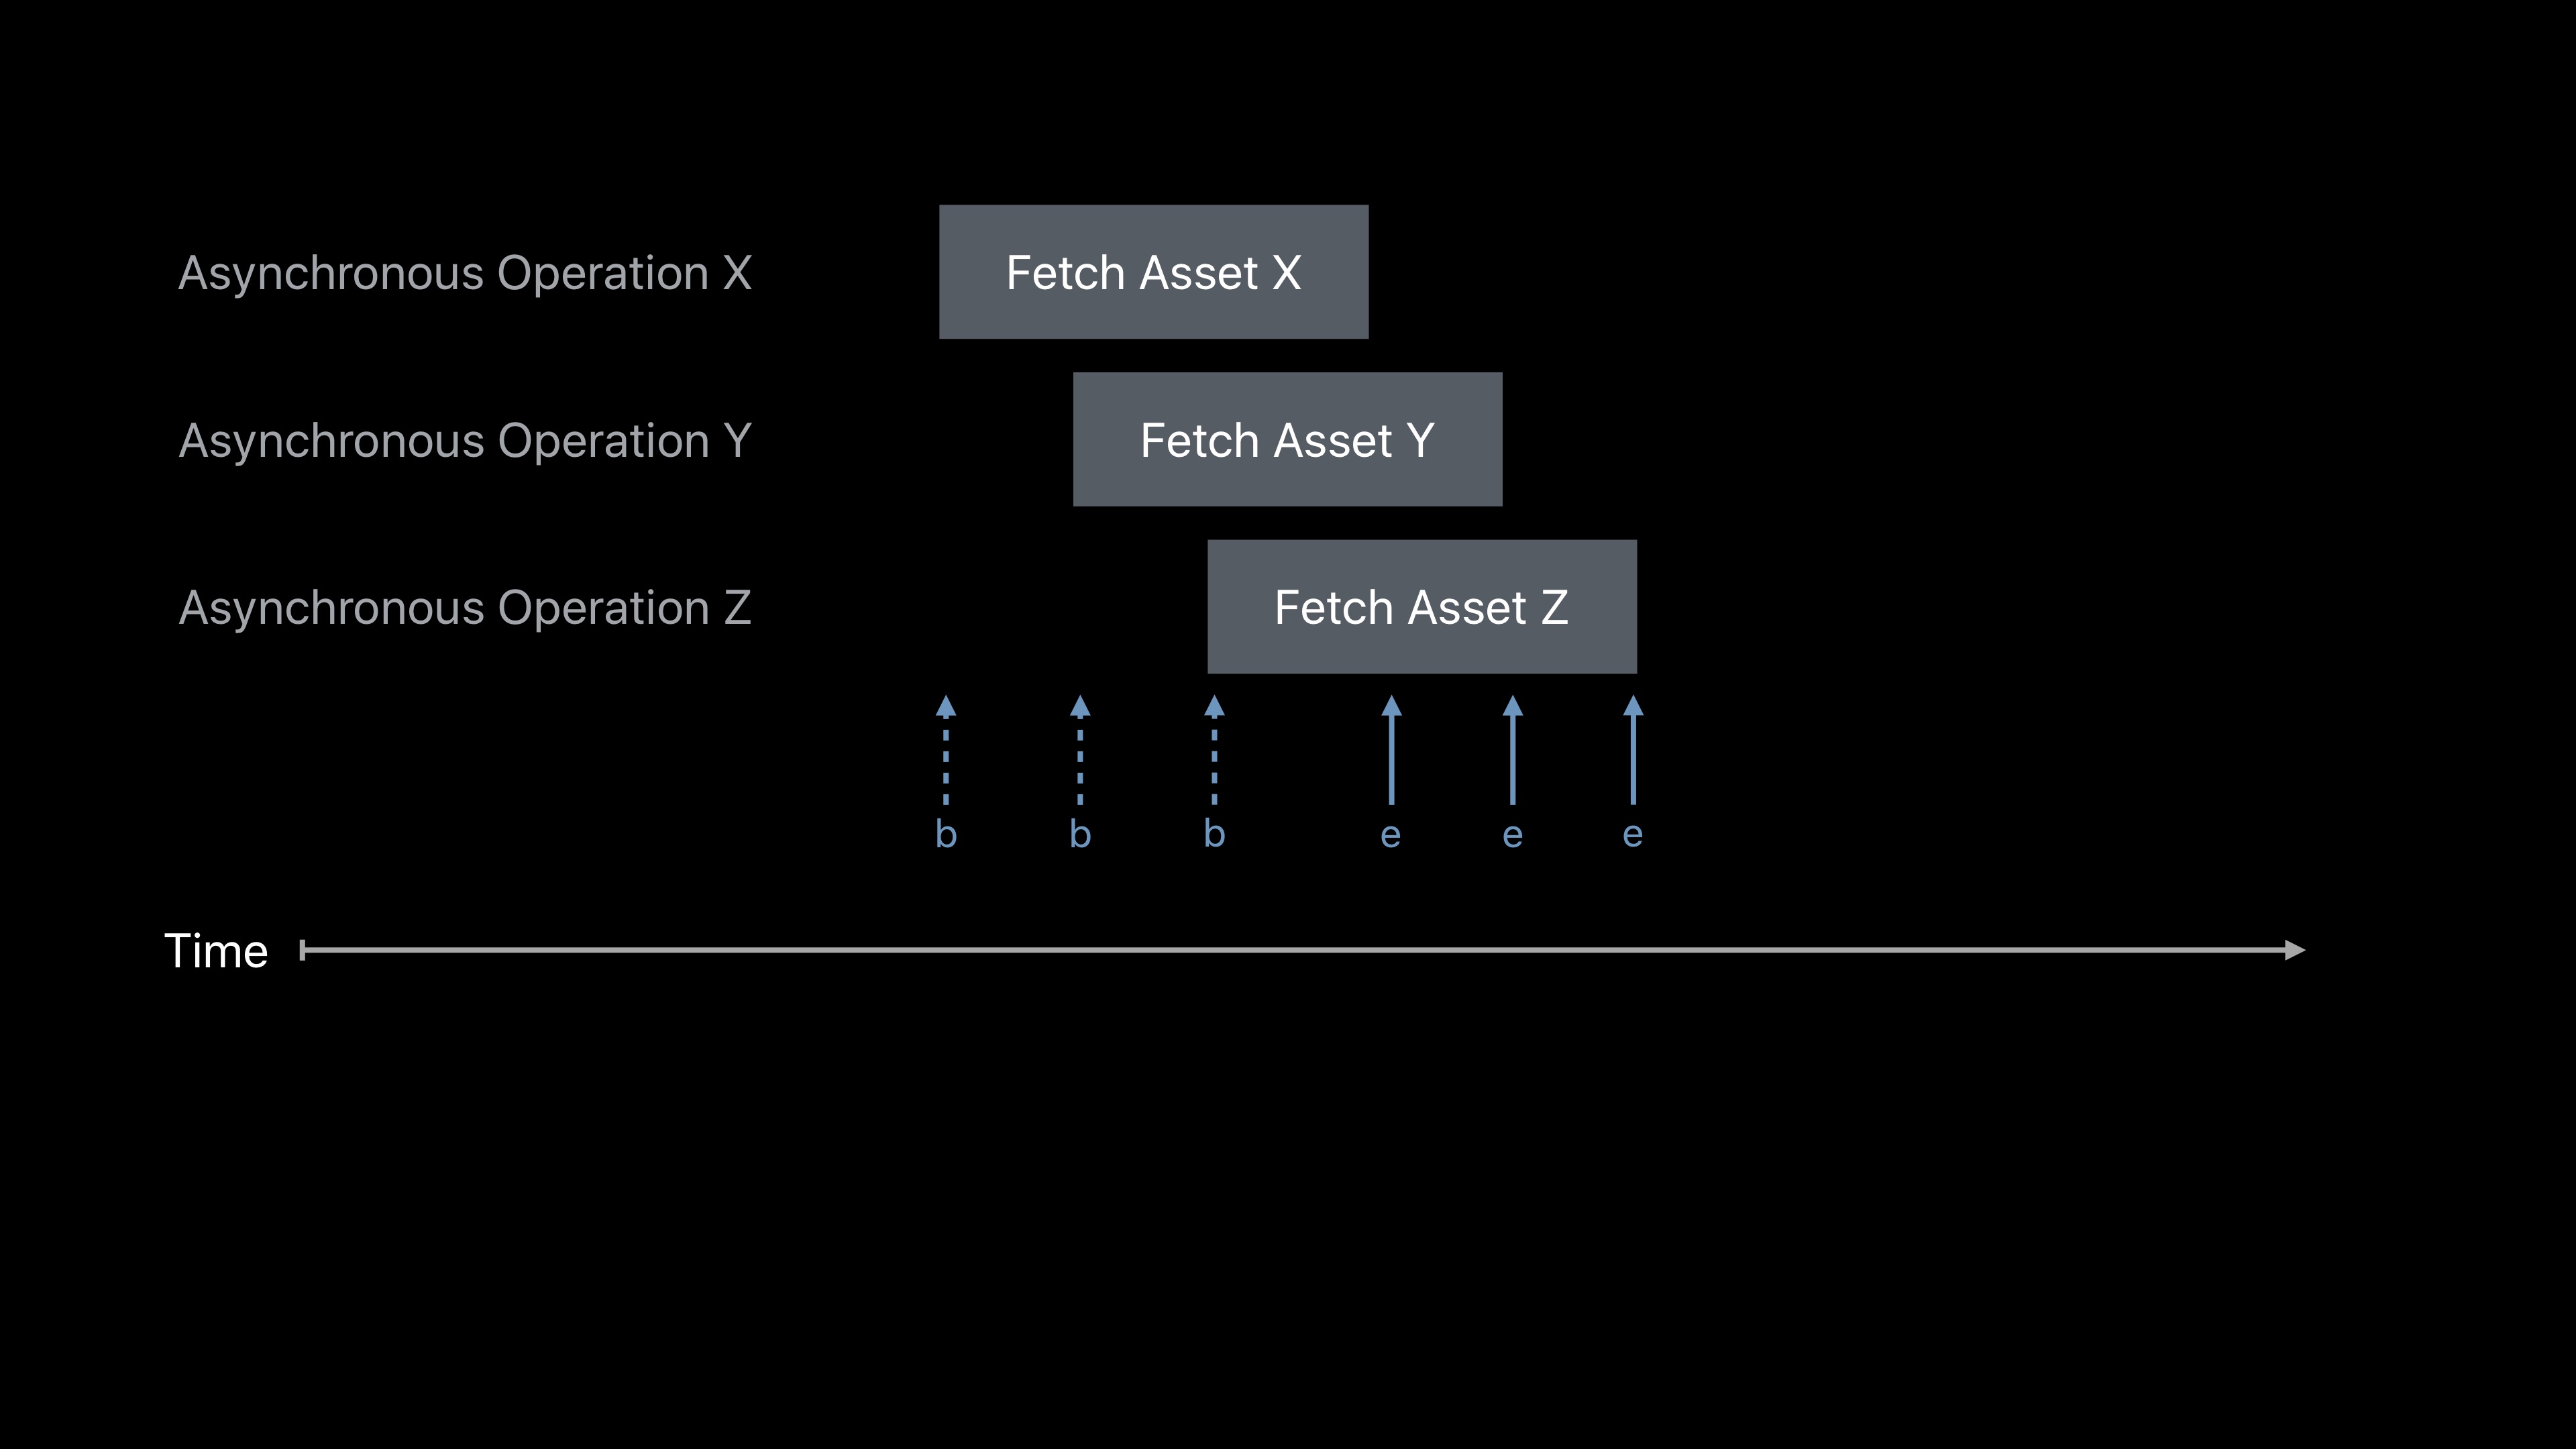 Asynchronous Operation X
Fetch Asset X
Asynchronous Operation Y
Fetch Asset Y
Asynchronous Operation Z
Fetch Asset Z
b b b e e e
Time